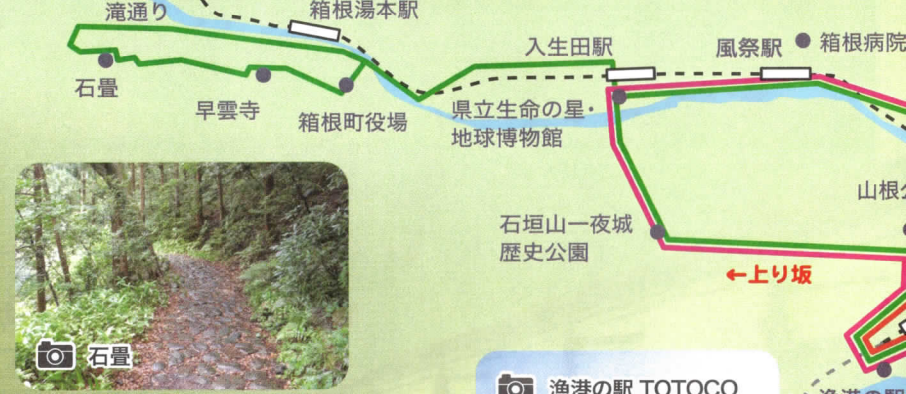 滝通り
箱根湯本駅
入生田駅
風祭駅
箱根病院
石畳
早雲寺
箱根町役場
県立生命の星・
地球博物館
山根
石垣山一夜城
歴史公園
←上り坂
石畳
漁港の駅 TOTOCO